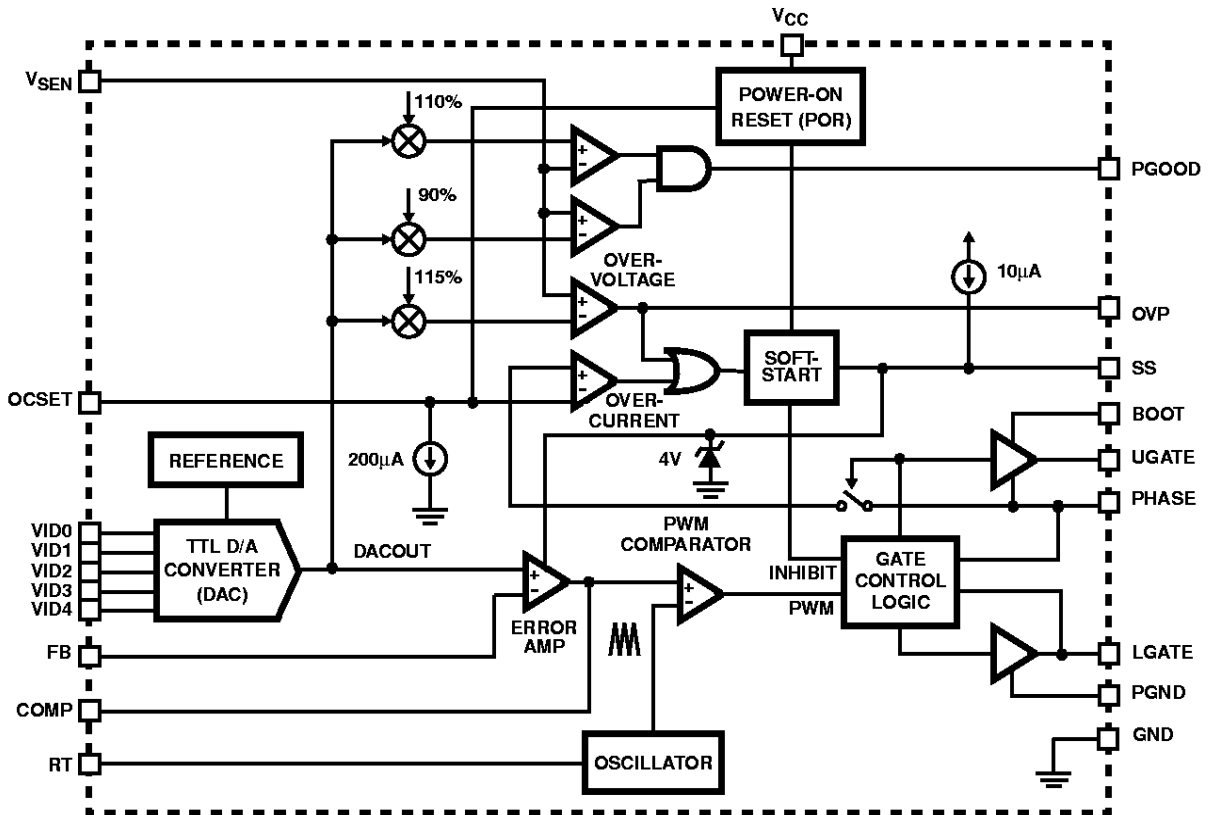 VCC
VSEN
110%
POWER-ON
RESET (POR)
+
−
PGOOD
90%
+
−
OVER-
VOLTAGE
115%
10µA
+
−
OVP
SOFT-
START
SS
+
−
OCSET
OVER-
CURRENT
BOOT
REFERENCE
200µA
4V
UGATE
PHASE
VID0
VID1
VID2
VID3
VID4
TTL D/A
CONVERTER
(DAC)
DACOUT
PWM
COMPARATOR
INHIBIT
GATE
CONTROL
LOGIC
+
−
+
−
PWM
ERROR
AMP
FB
LGATE
PGND
COMP
GND
RT
OSCILLATOR